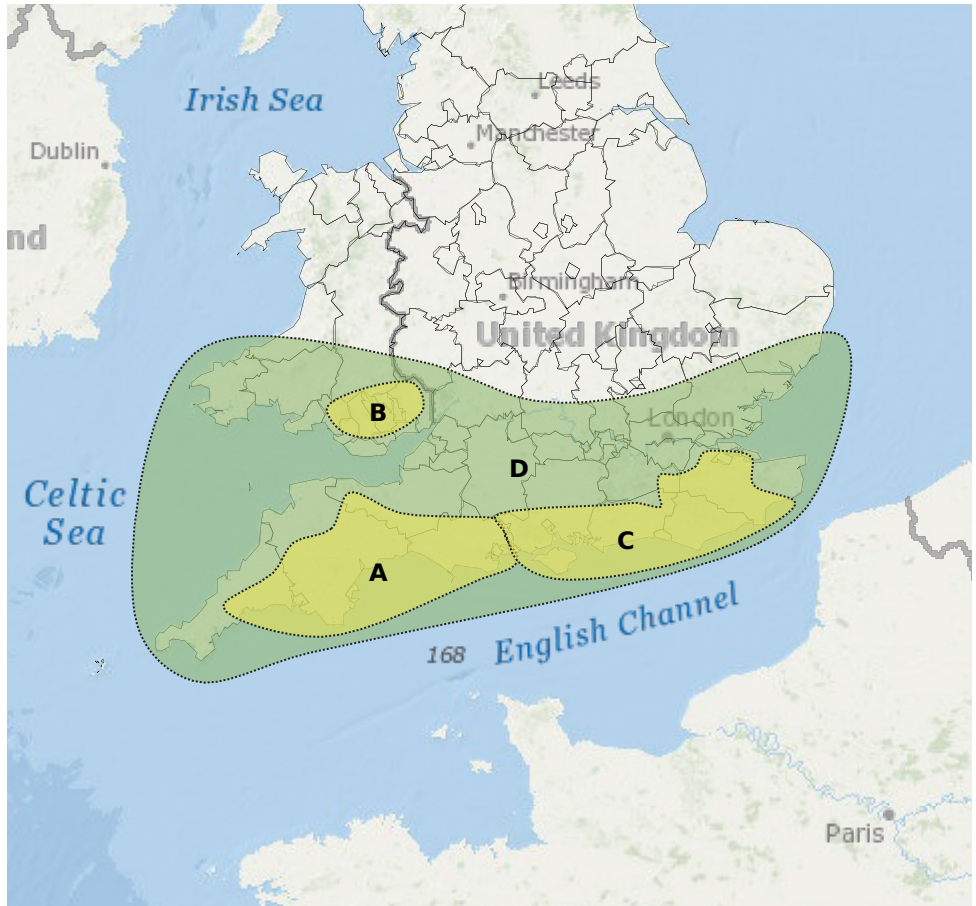 Leeds
Irish Sea
Manchester
Dublin
nd
Birmingham
United Kingdom
B
London
D
Celtic
Sea
C
A
English Channel
168
Paris